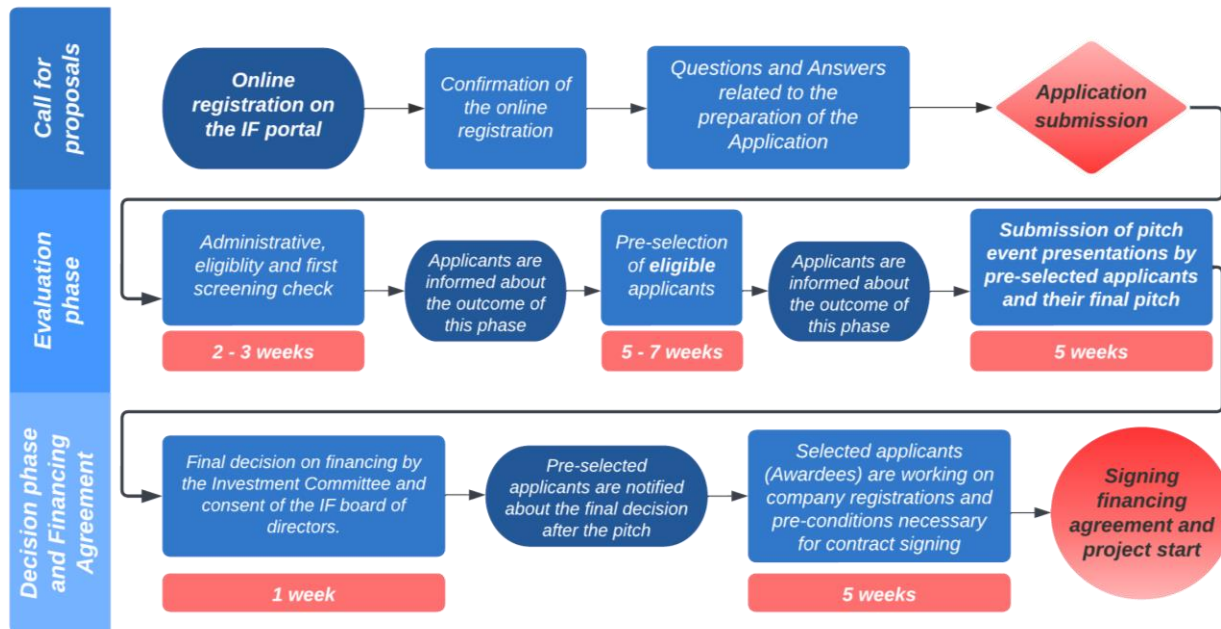 Call for
proposals
Online
registration on
the IF portal
Confirmation of
the online
registration
Questions and Answers
related to the
preparation of the
Application
Application
submission
Evaluation
phase
Administrative,
eligiblity and first
screening check
2 - 3 weeks
Applicants are
informed about
the outcome of
this phase
Pre-selection
of eligible
applicants
5 - 7 weeks
Applicants are
informed about
the outcome of
this phase
Submission of pitch
event presentations by
pre-selected applicants
and their final pitch
5 weeks
Decision phase
and Financing
Agreement
Final decision on financing by
the Investment Committee and
consent of the IF board of
directors.
1 week
Pre-selected
applicants are notified
about the final decision
after the pitch
Selected applicants
(Awardees) are working on
company registrations and
pre-conditions necessary
for contract signing
5 weeks
Signing
financing
agreement and
project start